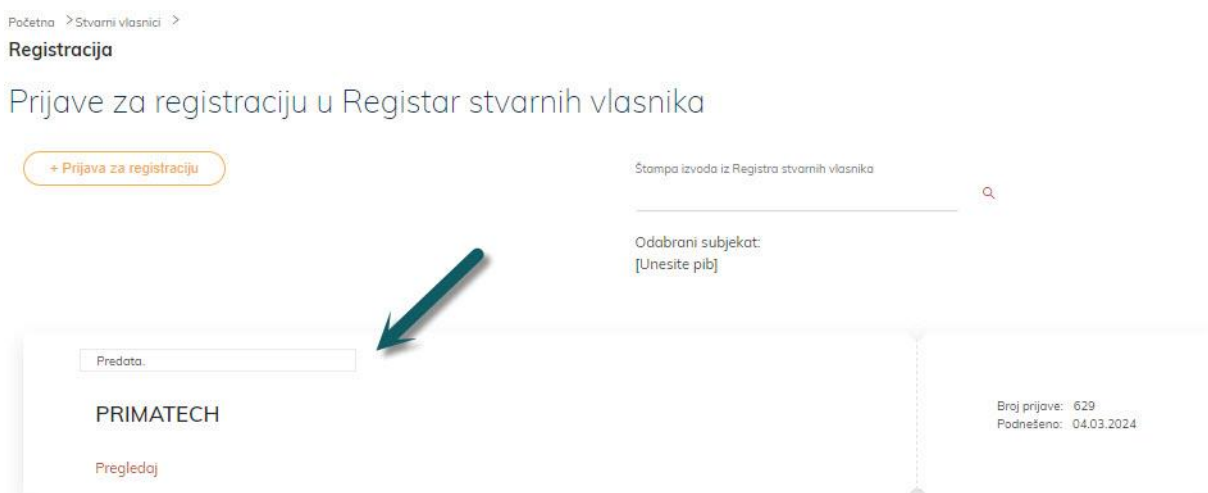 Početna > Stvarni vlasnici >
Registracija
Prijave za registraciju u Registar stvarnih vlasnika
+ Prijava za registraciju
Štampa izvoda iz Registra stvarnih vlasnika
Odabrani subjekat:
[Unesite pib]
Predata.
PRIMATECH
Pregledaj
Broj prijave: 629
Podnešeno: 04.03.2024